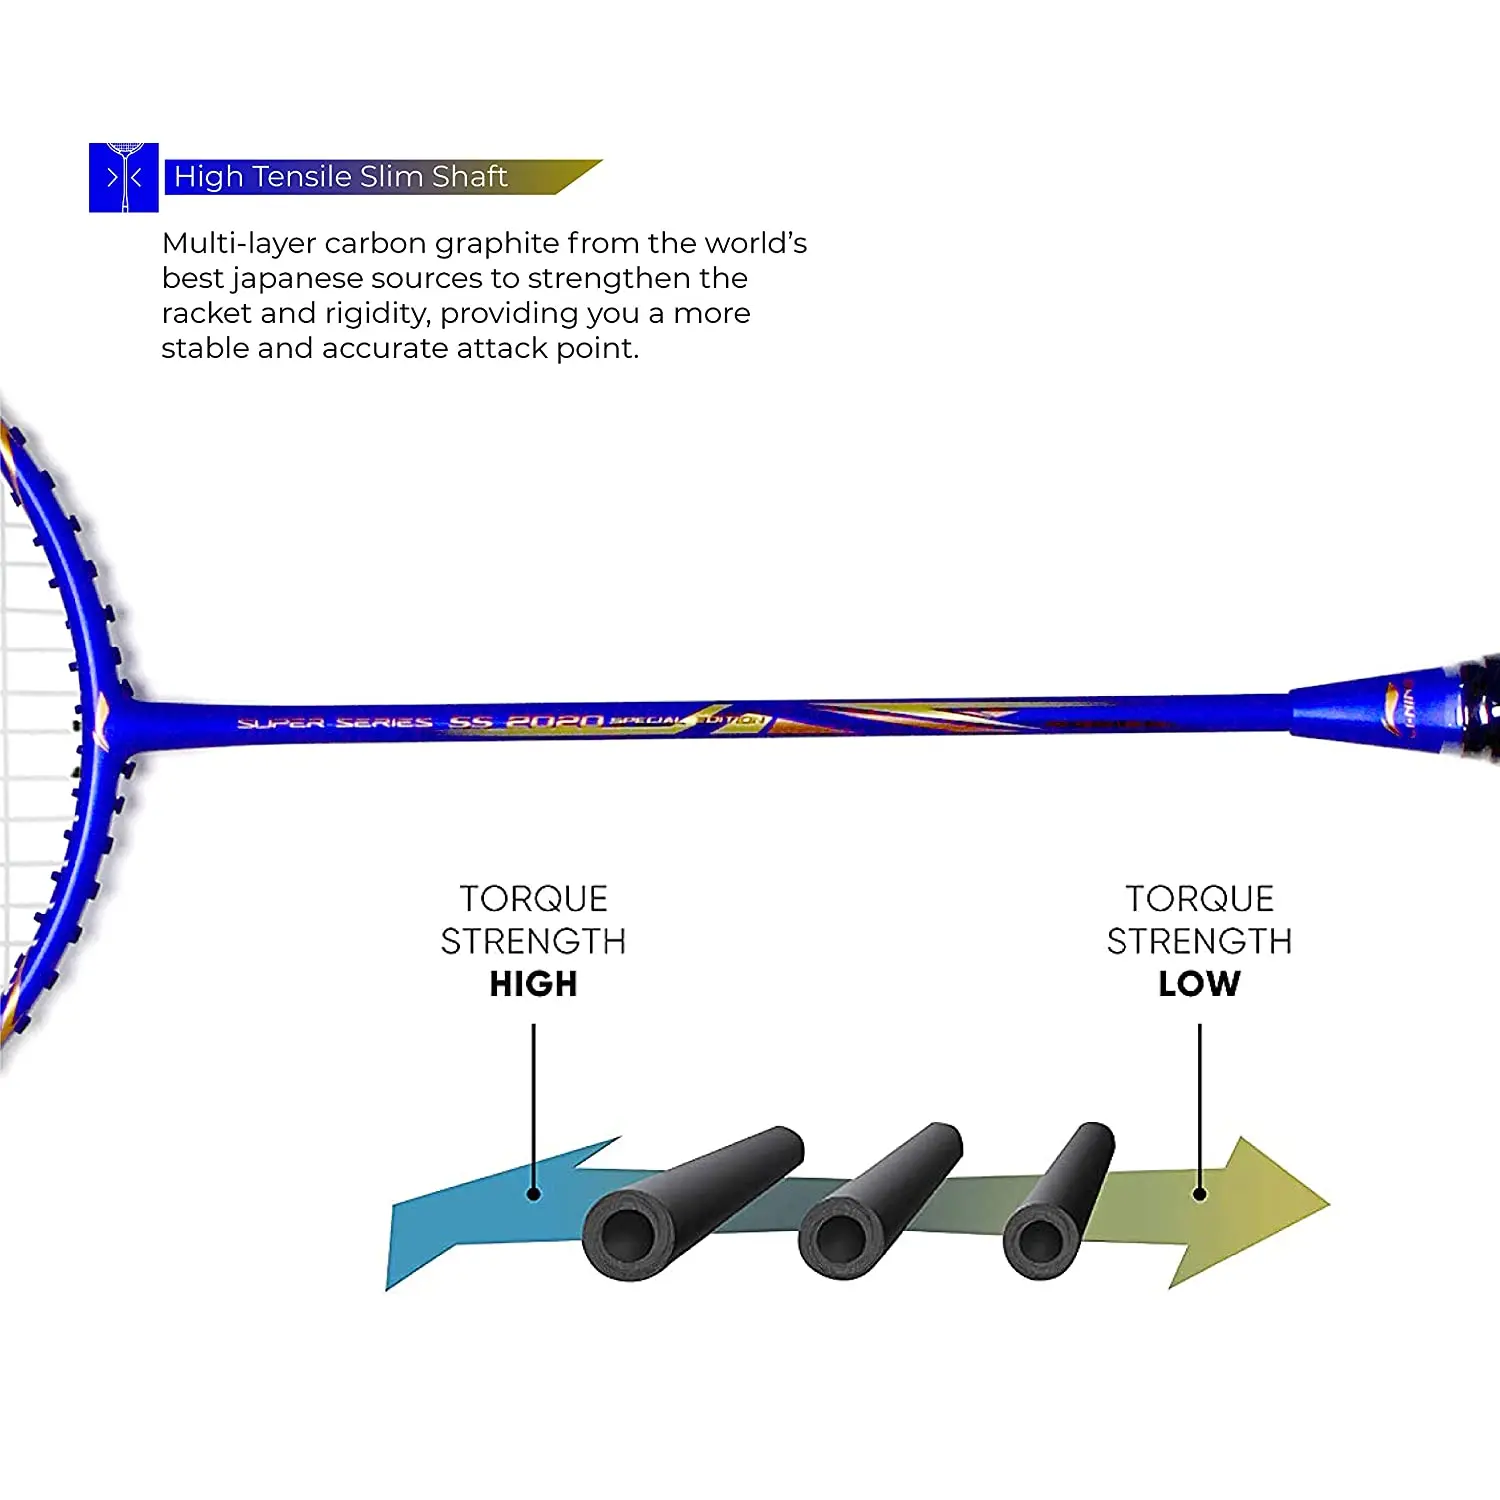 High Tensile Slim Shaft
Multi-layer carbon graphite from the world’s
best japanese sources to strengthen the
racket and rigidity, providing you a more
stable and accurate attack point.
SUPER SERIES SS 2020 SPECIAL EDITION
LI-NING
TORQUE
STRENGTH
HIGH
TORQUE
STRENGTH
LOW